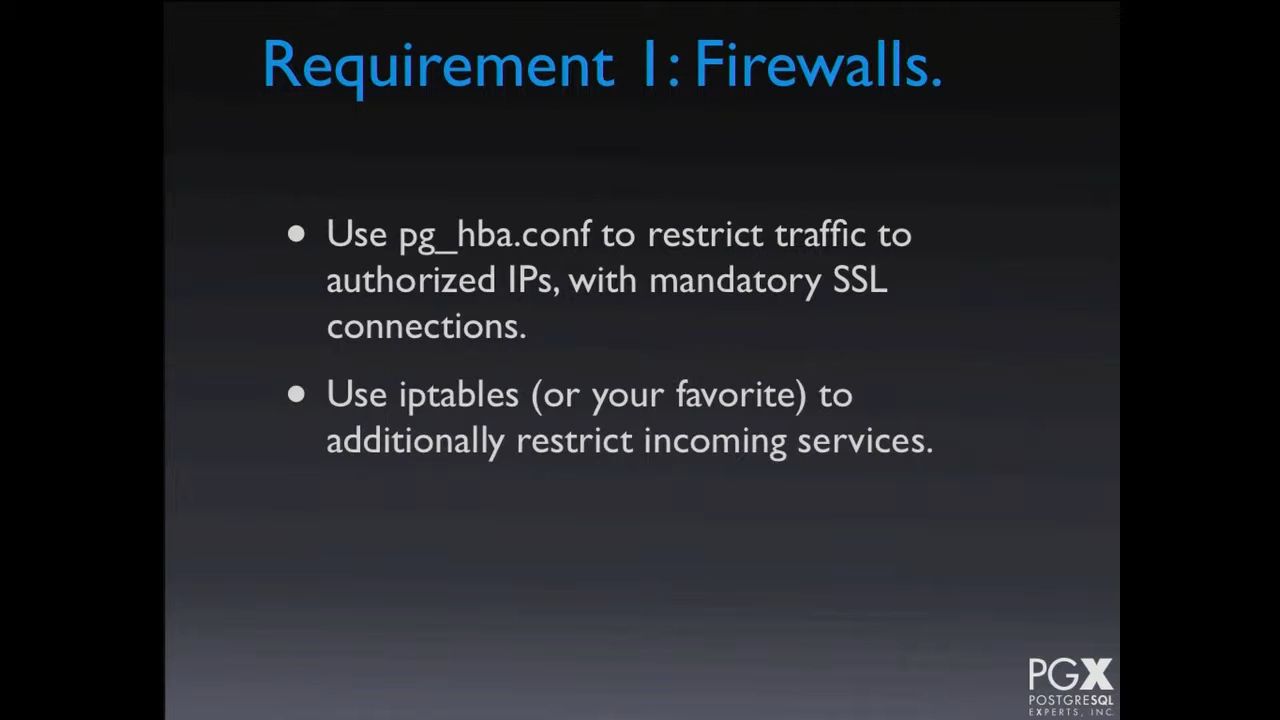 Requirement 1: Firewalls.
● Use pg_hba.conf to restrict traffic to
authorized IPs, with mandatory SSL
connections.
● Use iptables (or your favorite) to
additionally restrict incoming services.
PGX
POSTGRESQL
EXPERTS, INC.